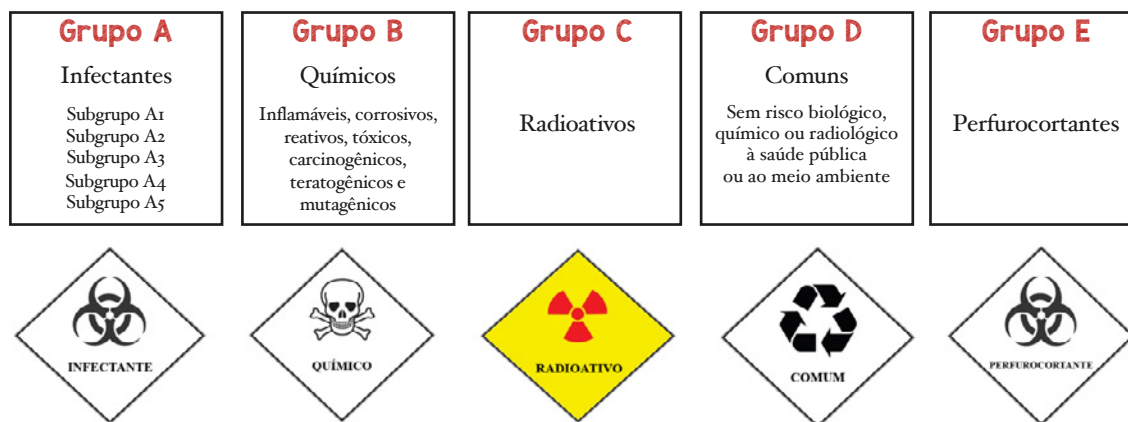 Grupo A
Infectantes
Subgrupo A1
Subgrupo A2
Subgrupo A3
Subgrupo A4
Subgrupo A5
Grupo B
Químicos
Inflamáveis, corrosivos,
reativos, tóxicos,
carcinogênicos,
teratogênicos e
mutagênicos
Grupo C
Radioativos
Grupo D
Comuns
Sem risco biológico,
químico ou radiológico
à saúde pública
ou ao meio ambiente
Grupo E
Perfurocortantes
INFECTANTE
QUÍMICO
RADIOATIVO
COMUM
PERFUROCORTANTE